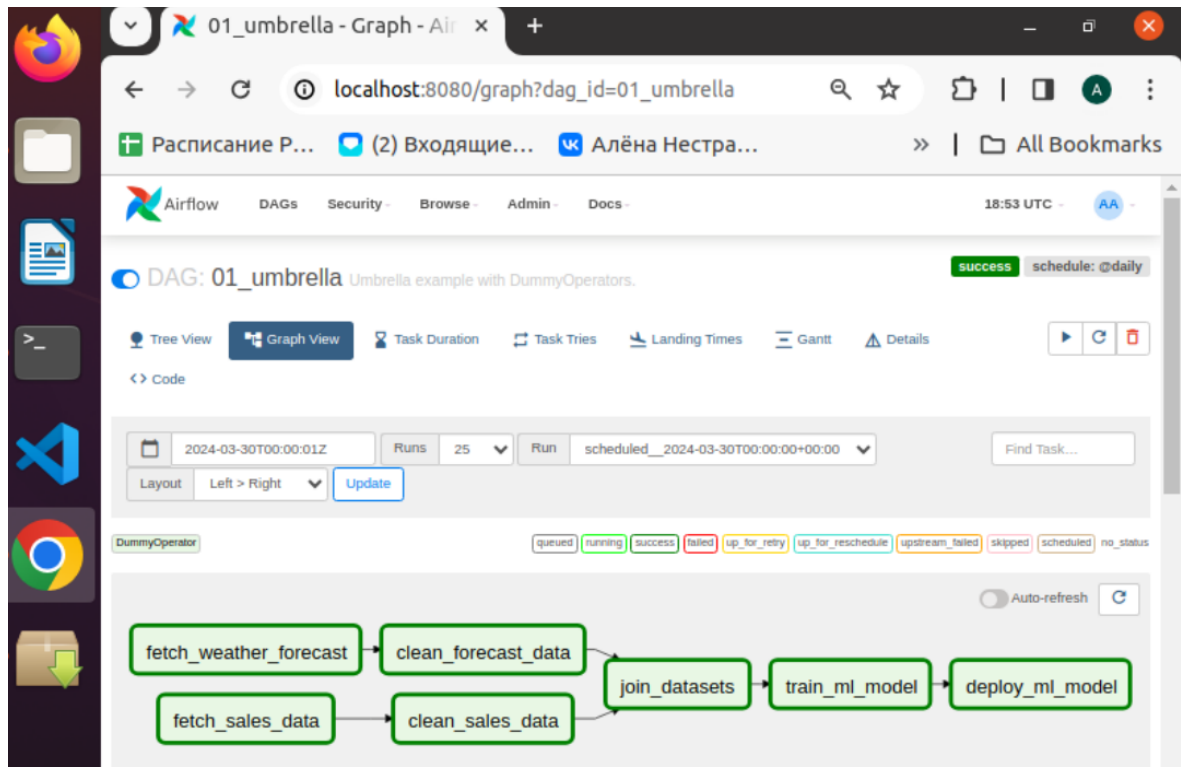 01_umbrella - Graph - Air
localhost:8080/graph?dag_id=01_umbrella
A
Расписание Р... (2) Входящие... Алёна Нестра... » All Bookmarks
Airflow DAGs Security Browse Admin Docs 18:53 UTC AA
DAG: 01_umbrella Umbrella example with DummyOperators. success schedule: @daily
Tree View Graph View Task Duration Task Tries Landing Times Gantt Details
<> Code
2024-03-30T00:00:01Z Runs 25 Run scheduled__2024-03-30T00:00:00+00:00 Find Task...
Layout Left > Right Update
DummyOperator queued running success failed up_for_retry up_for_reschedule upstream_failed skipped scheduled no_status
Auto-refresh
fetch_weather_forecast clean_forecast_data
join_datasets train_ml_model deploy_ml_model
fetch_sales_data clean_sales_data